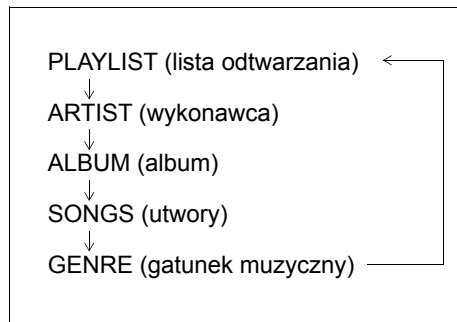 PLAYLIST (lista odtwarzania)
ARTIST (wykonawca)
ALBUM (album)
SONGS (utwory)
GENRE (gatunek muzyczny)